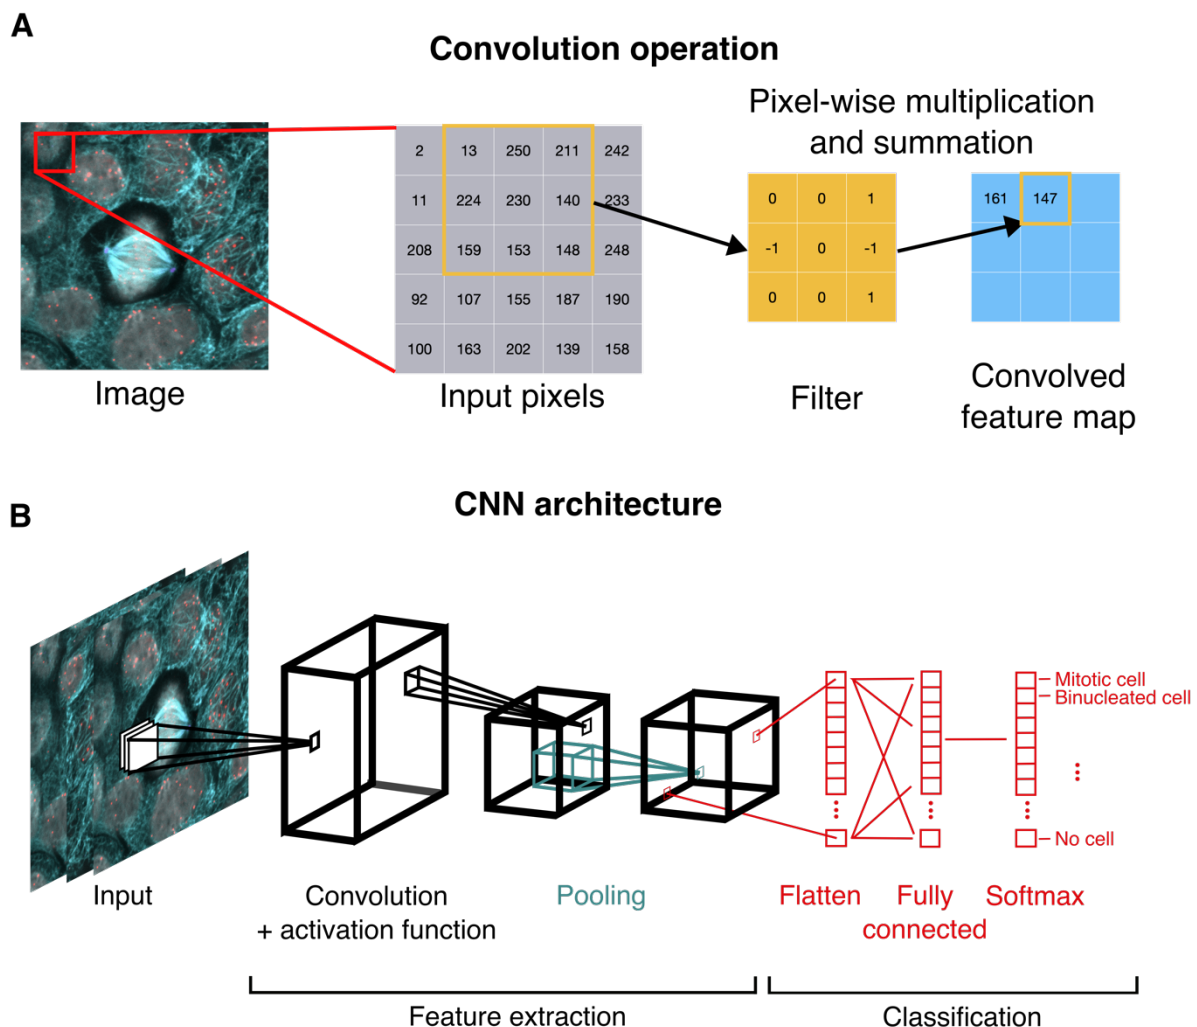 A
Convolution operation
Pixel-wise multiplication
and summation
2 13 250 211 242
11 224 230 140 233
208 159 153 148 248
92 107 155 187 190
100 163 202 139 158
0 0 1
-1 0 -1
0 0 1
161 147
Image
Input pixels
Filter
Convolved
feature map
B
CNN architecture
Mitotic cell
Binucleated cell
No cell
Input
Convolution
+ activation function
Pooling
Flatten
Fully
connected
Softmax
Feature extraction
Classification